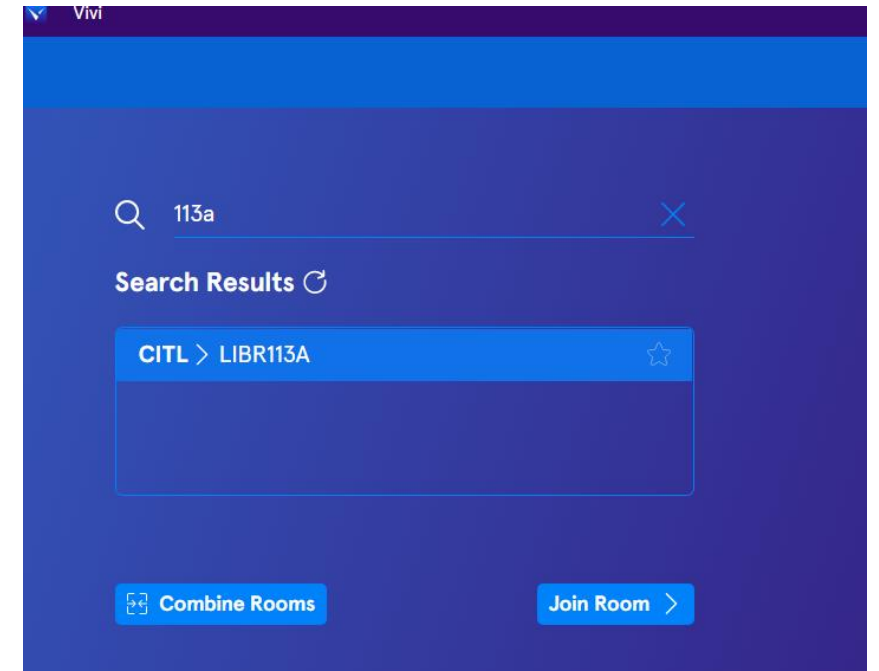 Vivi
113a
Search Results
CITL > LIBR113A
Combine Rooms
Join Room >